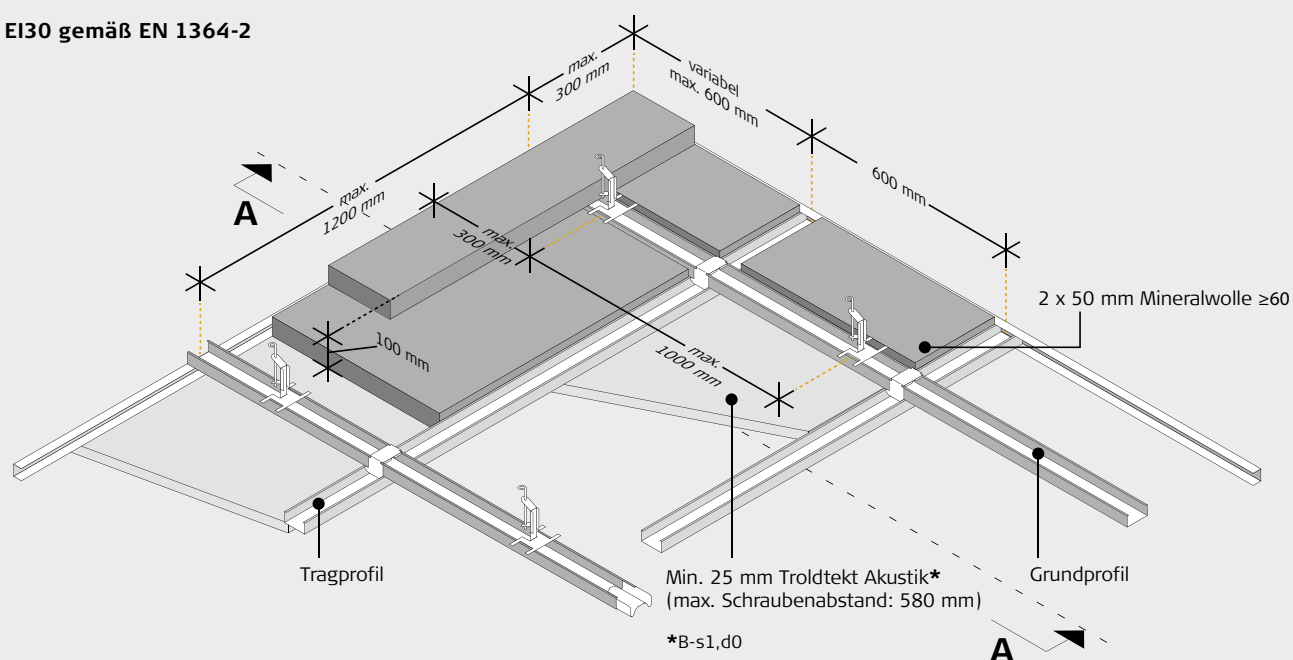 EI30 gemäß EN 1364-2
max.
300 mm
variabel
max. 600 mm
600 mm
A
max.
1200 mm
max.
300 mm
2 x 50 mm Mineralwolle ≥60
100 mm
max.
1000 mm
Tragprofil
Min. 25 mm Troldtekt Akustik*
(max. Schraubenabstand: 580 mm)
Grundprofil
*B-s1,d0
A